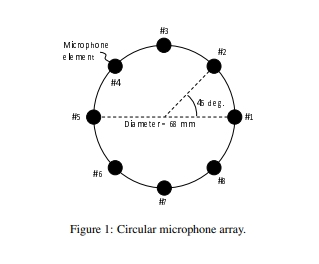 #3
Microphone
element
#2
#4
45 deg.
#5
#1
Diameter = 68 mm
#6
#8
#7
Figure 1: Circular microphone array.